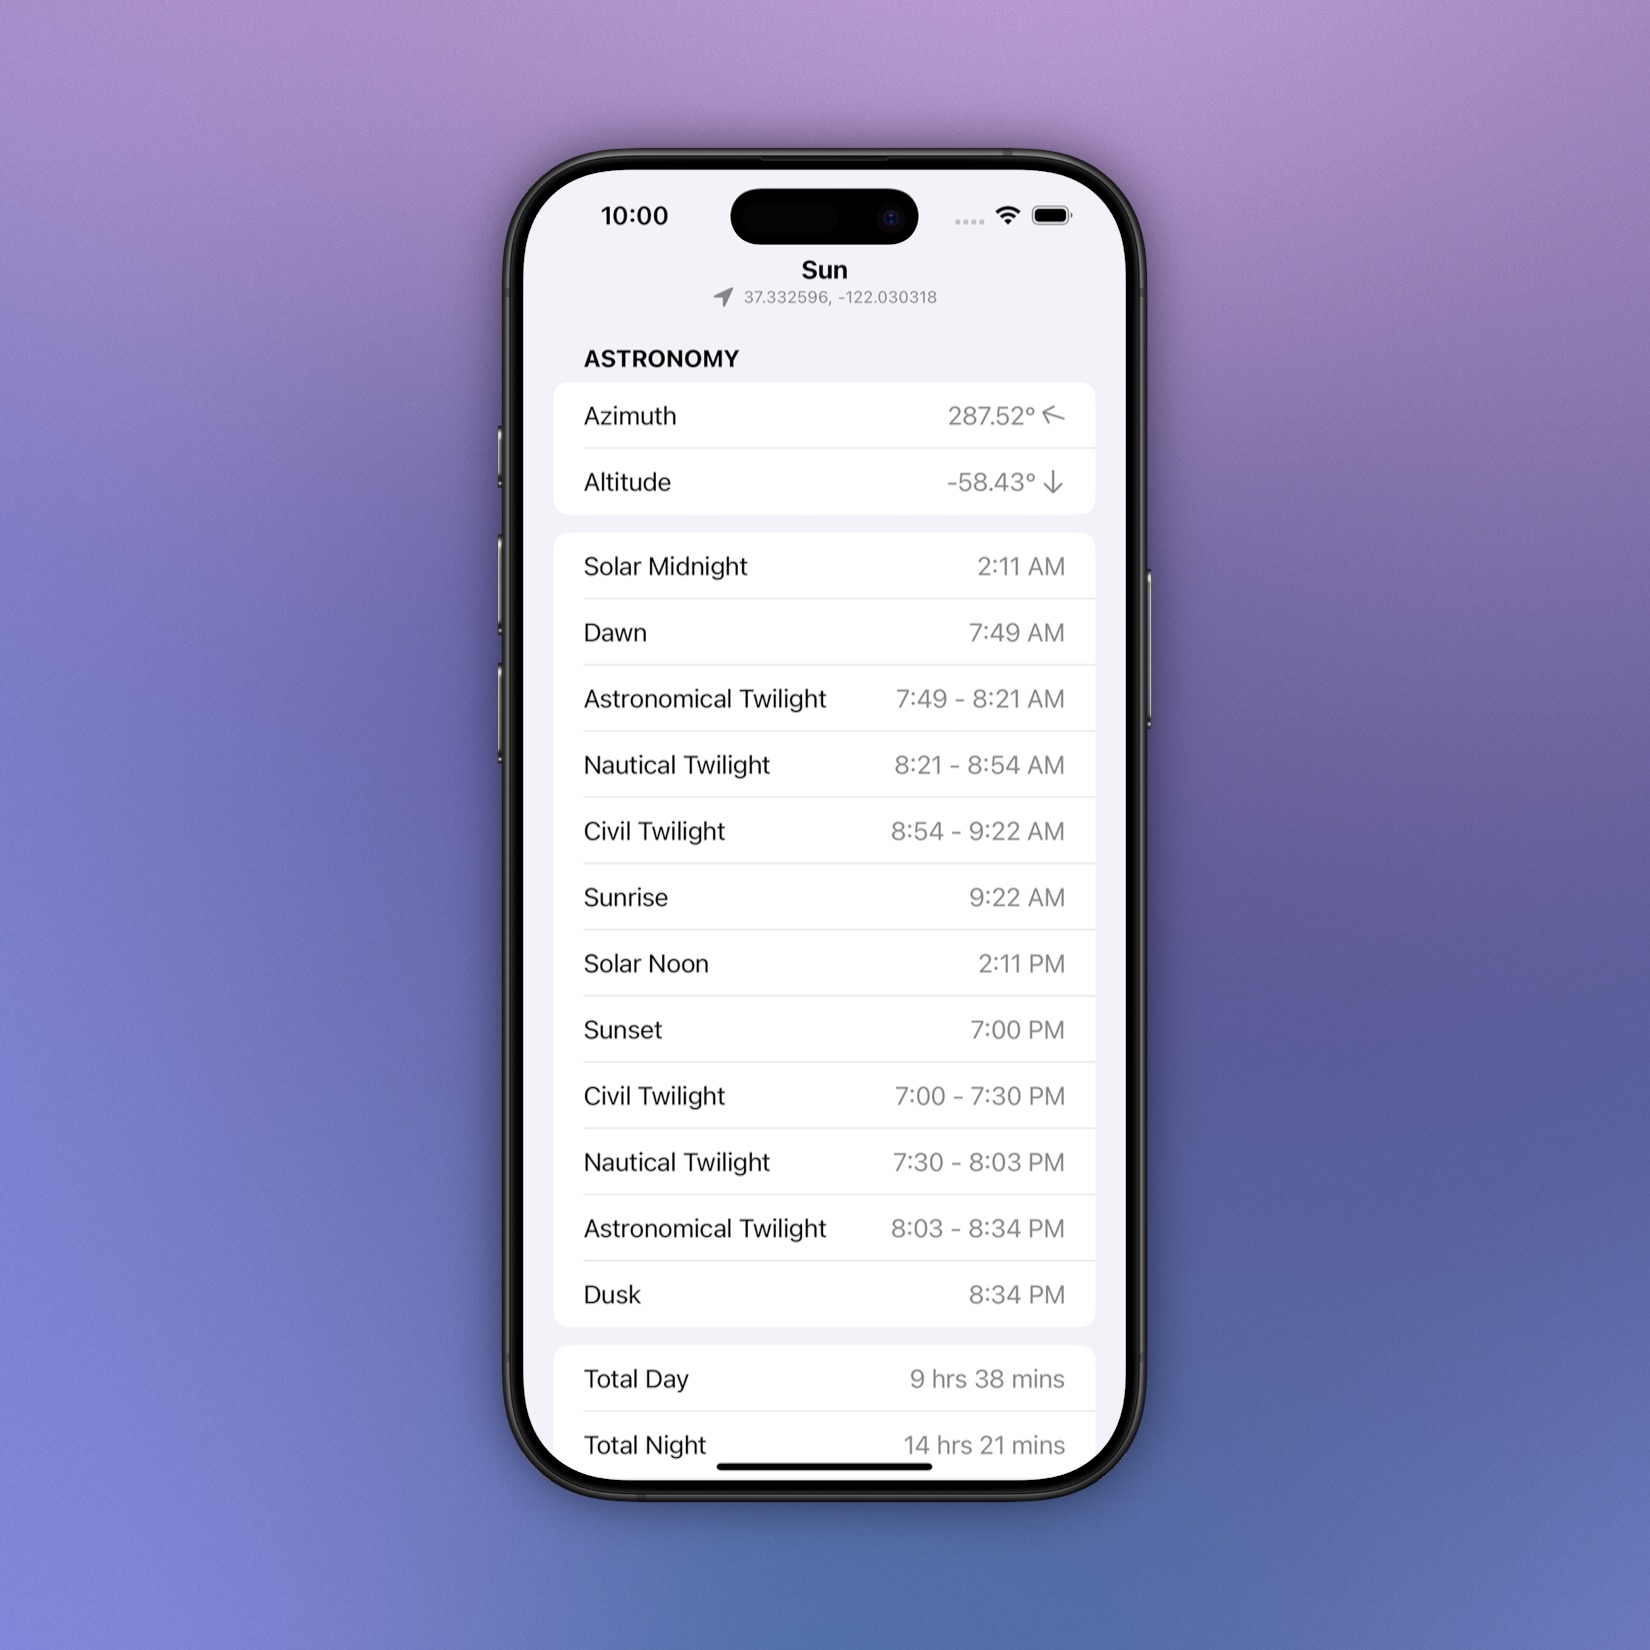 10:00
Sun
37.332596, -122.030318
ASTRONOMY
Azimuth 287.52°
Altitude -58.43°
Solar Midnight 2:11 AM
Dawn 7:49 AM
Astronomical Twilight 7:49 - 8:21 AM
Nautical Twilight 8:21 - 8:54 AM
Civil Twilight 8:54 - 9:22 AM
Sunrise 9:22 AM
Solar Noon 2:11 PM
Sunset 7:00 PM
Civil Twilight 7:00 - 7:30 PM
Nautical Twilight 7:30 - 8:03 PM
Astronomical Twilight 8:03 - 8:34 PM
Dusk 8:34 PM
Total Day 9 hrs 38 mins
Total Night 14 hrs 21 mins